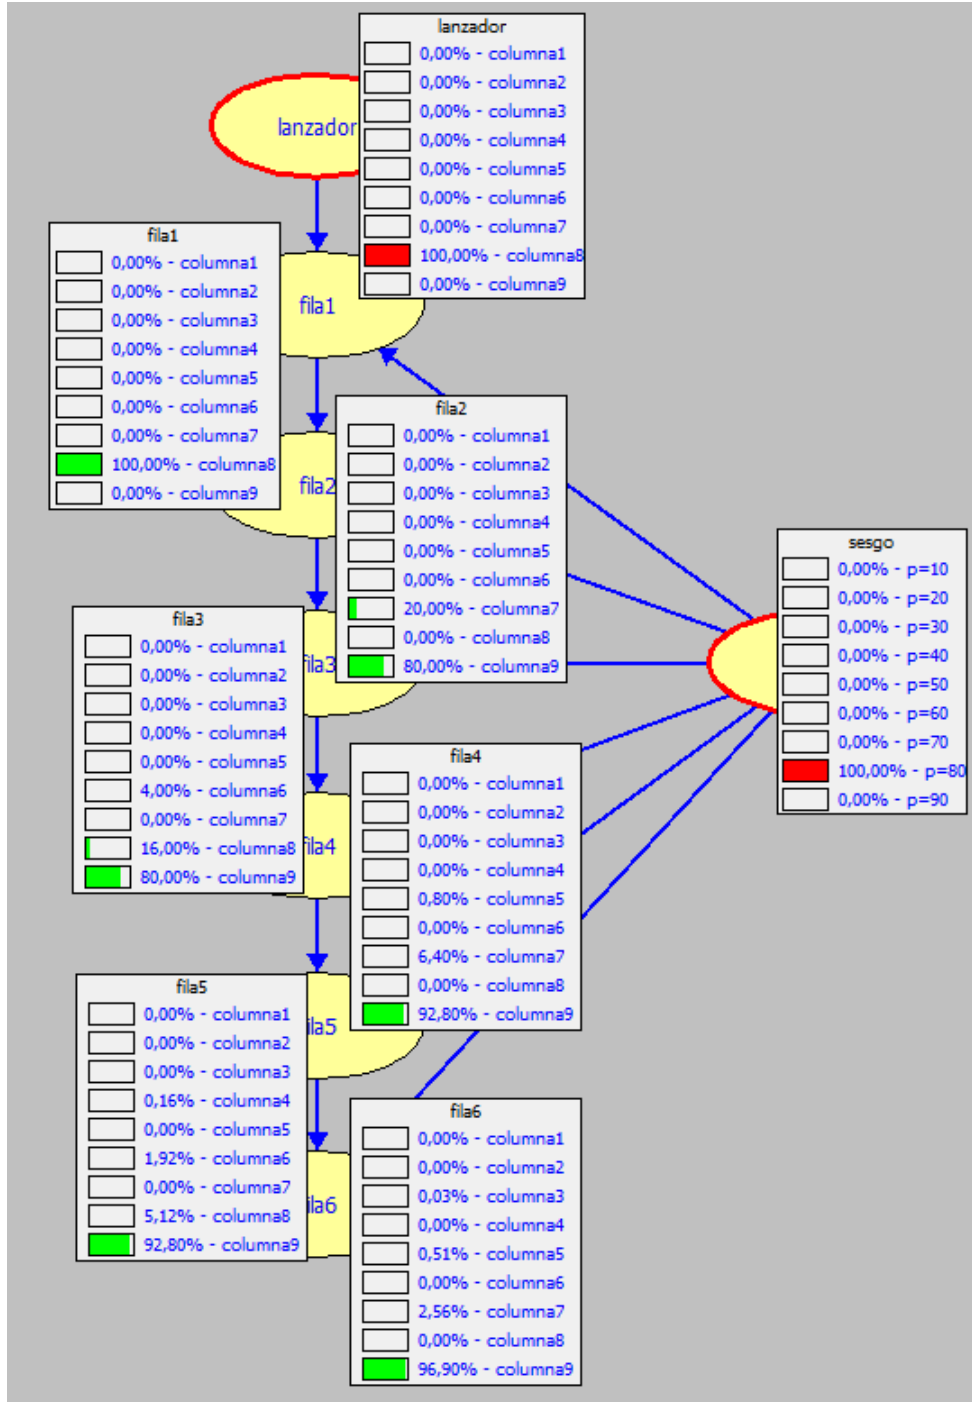 lanzador
0,00% - columna1
0,00% - columna2
0,00% - columna3
0,00% - columna4
0,00% - columna5
0,00% - columna6
0,00% - columna7
100,00% - columna8
0,00% - columna9
lanzador
fila1
0,00% - columna1
0,00% - columna2
0,00% - columna3
0,00% - columna4
0,00% - columna5
0,00% - columna6
0,00% - columna7
100,00% - columna8
0,00% - columna9
fila1
fila2
0,00% - columna1
0,00% - columna2
0,00% - columna3
0,00% - columna4
0,00% - columna5
0,00% - columna6
20,00% - columna7
0,00% - columna8
80,00% - columna9
fila2
sesgo
0,00% - p=10
0,00% - p=20
0,00% - p=30
0,00% - p=40
0,00% - p=50
0,00% - p=60
0,00% - p=70
100,00% - p=80
0,00% - p=90
fila3
0,00% - columna1
0,00% - columna2
0,00% - columna3
0,00% - columna4
0,00% - columna5
4,00% - columna6
0,00% - columna7
16,00% - columna8
80,00% - columna9
fila3
fila4
0,00% - columna1
0,00% - columna2
0,00% - columna3
0,00% - columna4
0,80% - columna5
0,00% - columna6
6,40% - columna7
0,00% - columna8
92,80% - columna9
fila4
fila5
0,00% - columna1
0,00% - columna2
0,00% - columna3
0,16% - columna4
0,00% - columna5
1,92% - columna6
0,00% - columna7
5,12% - columna8
92,80% - columna9
ila5
fila6
0,00% - columna1
0,00% - columna2
0,03% - columna3
0,00% - columna4
0,51% - columna5
0,00% - columna6
2,56% - columna7
0,00% - columna8
96,90% - columna9
ila6